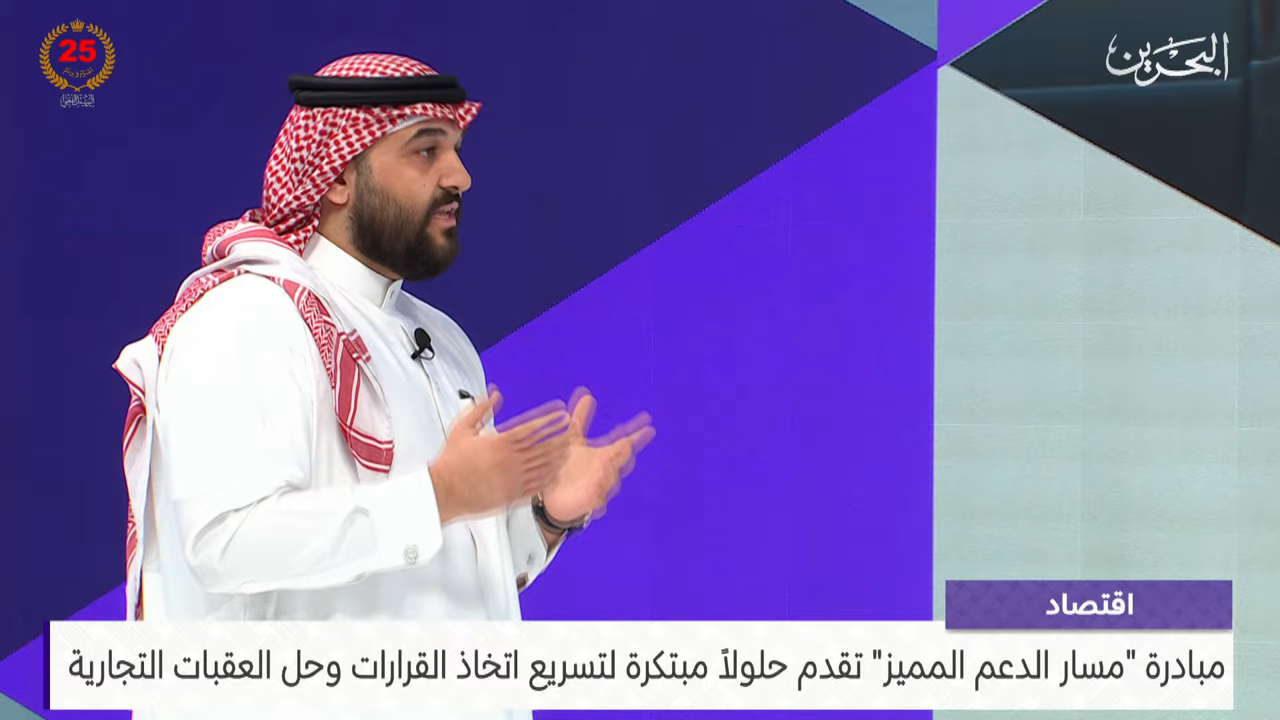 25
البحرين
اقتصاد
مبادرة "مسار الدعم المميز" تقدم حلولاً مبتكرة لتسريع اتخاذ القرارات وحل العقبات التجارية